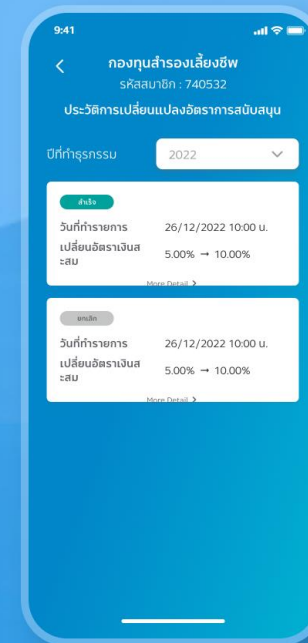 9:41
กองทุนสำรองเลี้ยงชีพ
รหัสสมาชิก : 740532
ประวัติการเปลี่ยนแปลงอัตราการสนับสนุน
ปีที่ทำธุรกรรม 2022
สำเร็จ
วันที่ทำรายการ 26/12/2022 10:00 น.
เปลี่ยนอัตราเงินส
ะสม 5.00% → 10.00%
More Detail >
ยกเลิก
วันที่ทำรายการ 26/12/2022 10:00 น.
เปลี่ยนอัตราเงินส
ะสม 5.00% → 10.00%
More Detail >